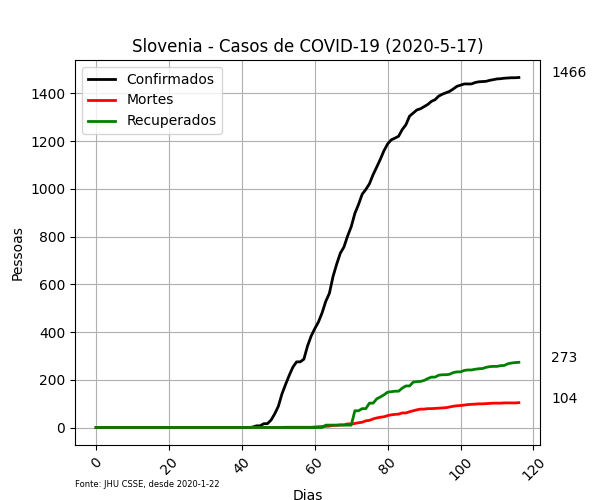 Slovenia - Casos de COVID-19 (2020-5-17)
Confirmados
Mortes
Recuperados
1466
273
104
Pessoas
1400
1200
1000
800
600
400
200
0
0
20
40
60
80
100
120
Fonte: JHU CSSE, desde 2020-1-22
Dias